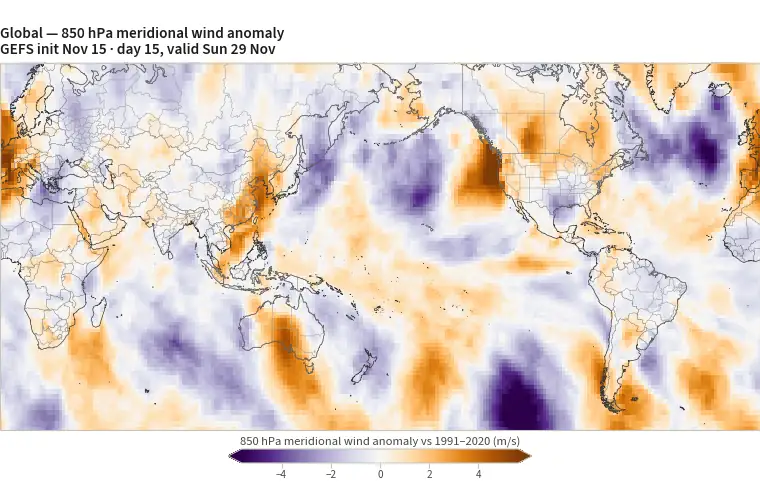 Global — 850 hPa meridional wind anomaly
GEFS init Nov 15 · day 15, valid Sun 29 Nov
850 hPa meridional wind anomaly vs 1991–2020 (m/s)
−4 −2 0 2 4